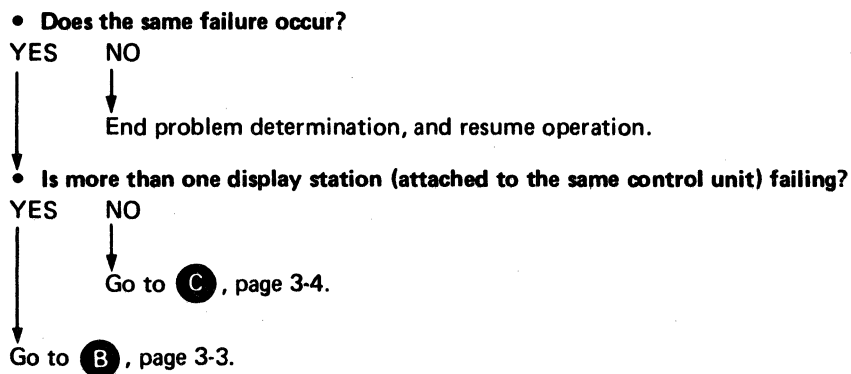 • Does the same failure occur?
YES NO
End problem determination, and resume operation.
• Is more than one display station (attached to the same control unit) failing?
YES NO
Go to C, page 3-4.
Go to B, page 3-3.